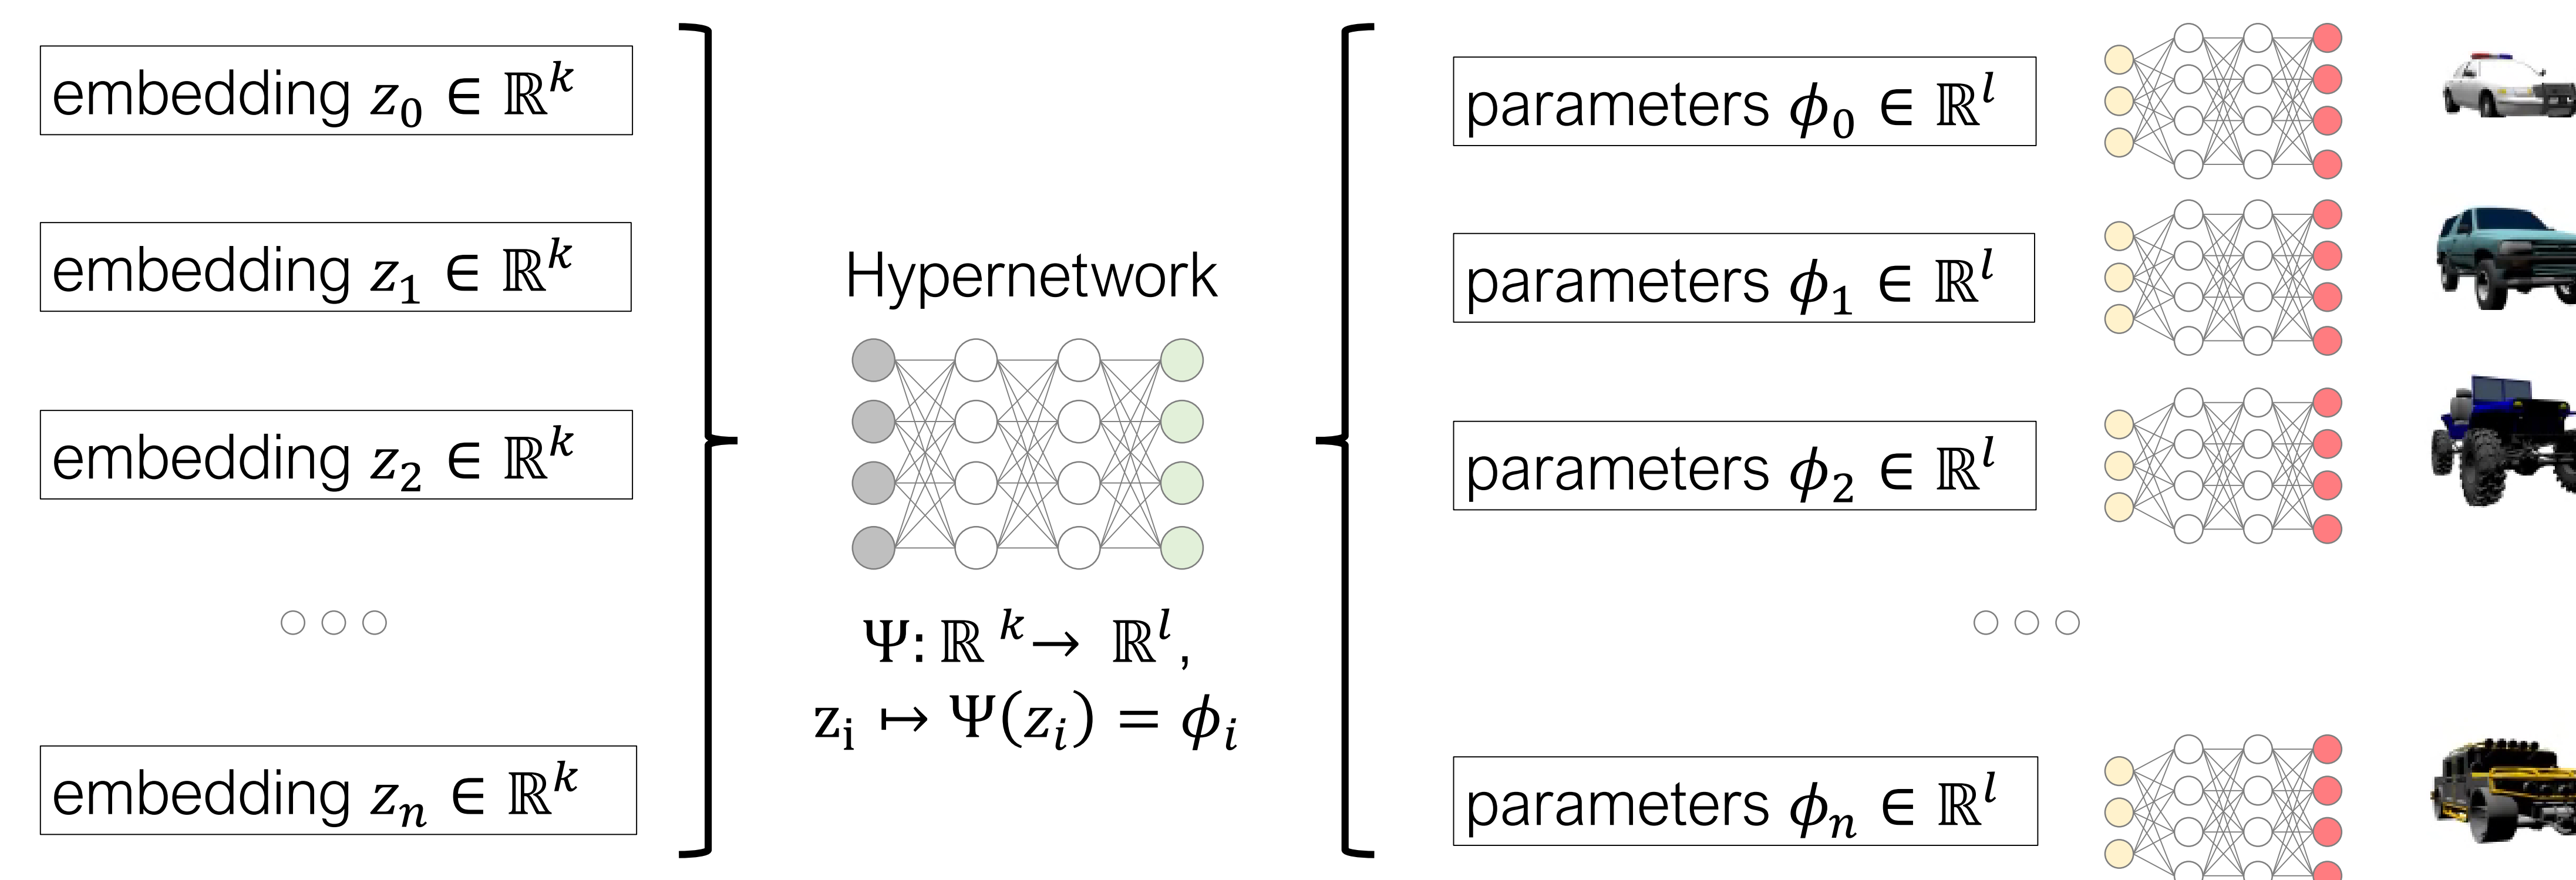 embedding z₀ ∈ ℝᵏ
embedding z₁ ∈ ℝᵏ
embedding z₂ ∈ ℝᵏ
embedding zₙ ∈ ℝᵏ
Hypernetwork
Ψ: ℝᵏ → ℝˡ,
zᵢ ↦ Ψ(zᵢ) = ϕᵢ
parameters ϕ₀ ∈ ℝˡ
parameters ϕ₁ ∈ ℝˡ
parameters ϕ₂ ∈ ℝˡ
parameters ϕₙ ∈ ℝˡ